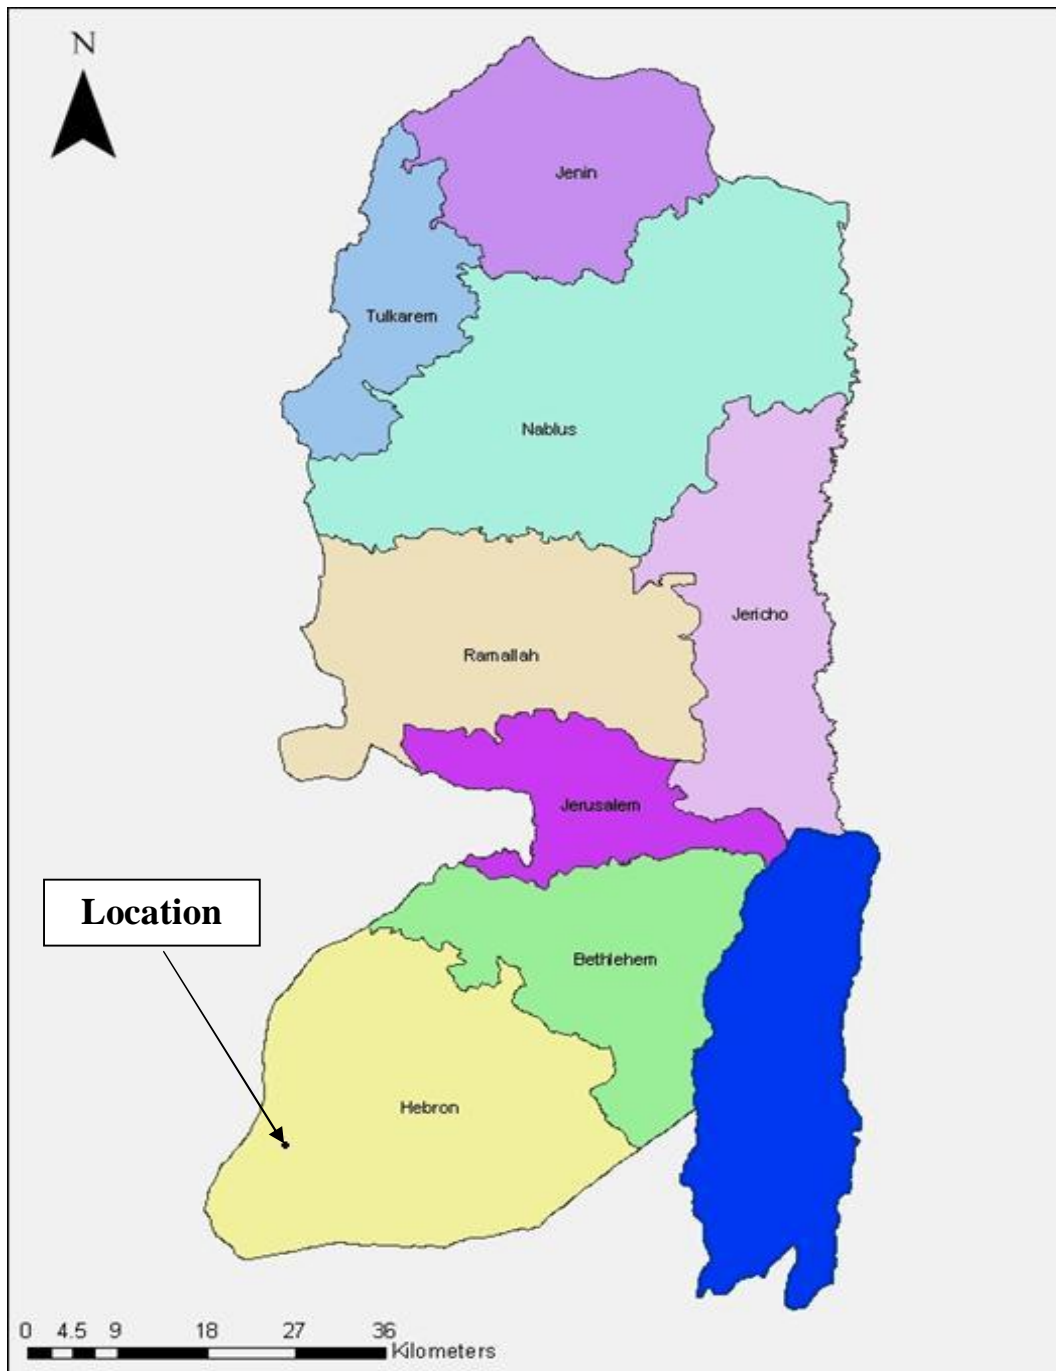 N
Jenin
Tulkarem
Nablus
Jericho
Ramallah
Jerusalem
Location
Bethlehem
Hebron
0 4.5 9 18 27 36
Kilometers